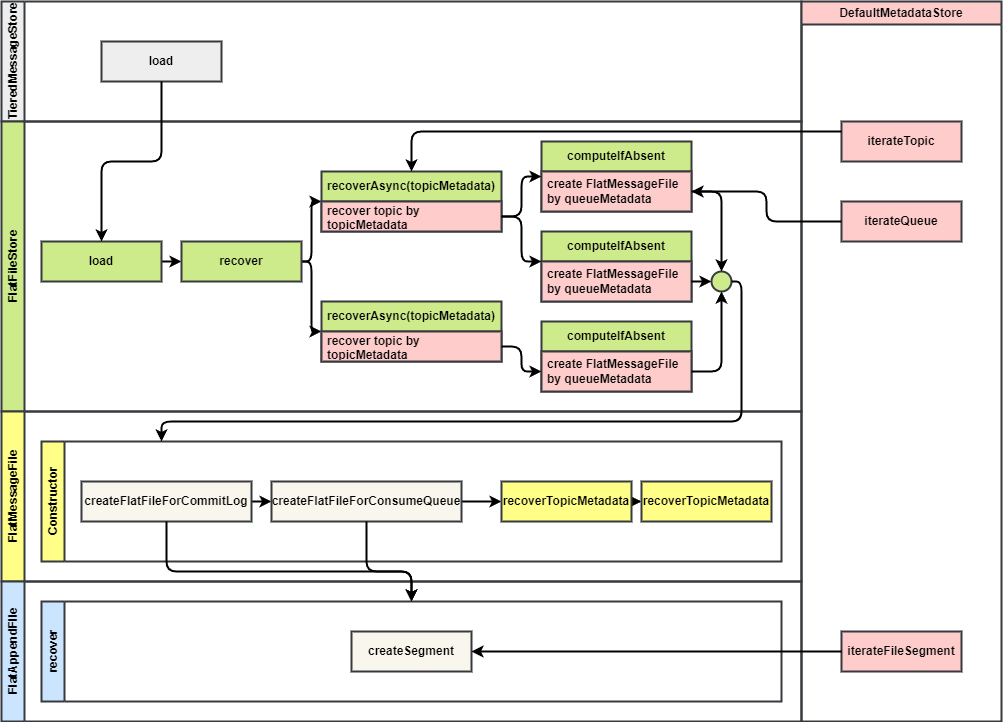 TieredMessageStore
DefaultMetadataStore
load
FlatFileStore
iterateTopic
iterateQueue
load
recover
recoverAsync(topicMetadata)
recover topic by
topicMetadata
recoverAsync(topicMetadata)
recover topic by
topicMetadata
computeIfAbsent
create FlatMessageFile
by queueMetadata
computeIfAbsent
create FlatMessageFile
by queueMetadata
computeIfAbsent
create FlatMessageFile
by queueMetadata
FlatMessageFile
Constructor
createFlatFileForCommitLog
createFlatFileForConsumeQueue
recoverTopicMetadata
recoverTopicMetadata
FlatAppendFile
recover
createSegment
iterateFileSegment